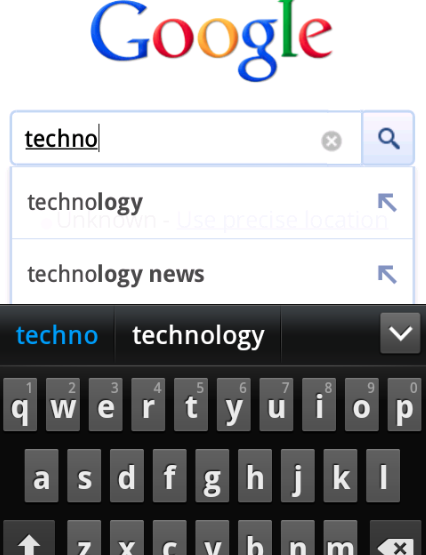 Google
techno
technology
Unknown - Use precise location
technology news
techno technology
1 2 3 4 5 6 7 8 9 0
q w e r t y u i o p
a s d f g h j k l
z x c v b n m